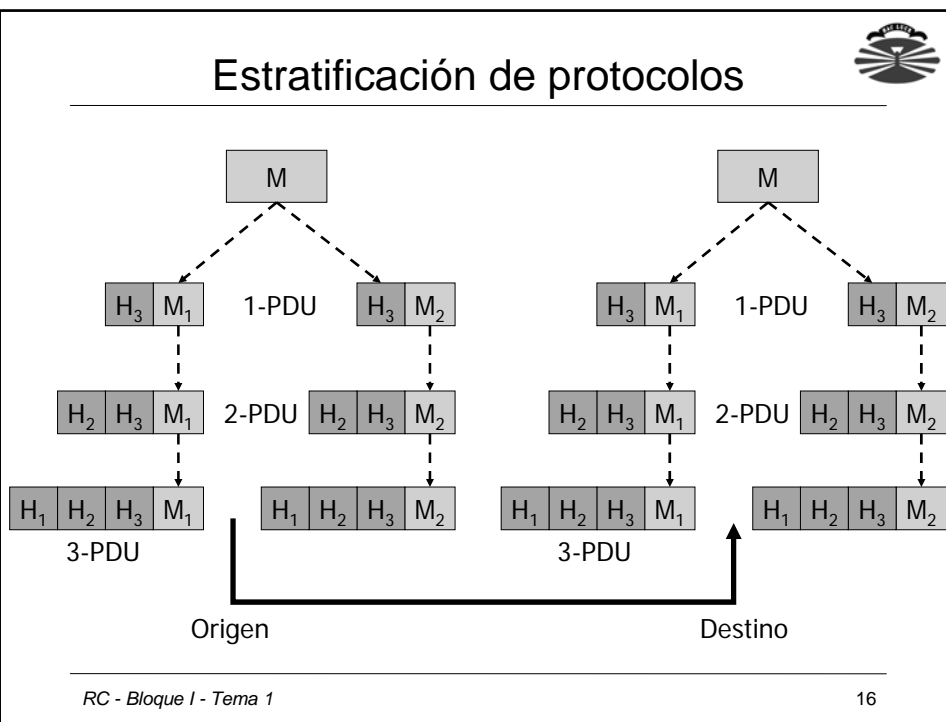 Estratificación de protocolos
M M
H₃ M₁ 1-PDU H₃ M₂ H₃ M₁ 1-PDU H₃ M₂
H₂ H₃ M₁ 2-PDU H₂ H₃ M₂ H₂ H₃ M₁ 2-PDU H₂ H₃ M₂
H₁ H₂ H₃ M₁ H₁ H₂ H₃ M₂ H₁ H₂ H₃ M₁ H₁ H₂ H₃ M₂
3-PDU 3-PDU
Origen Destino
RC - Bloque I - Tema 1 16